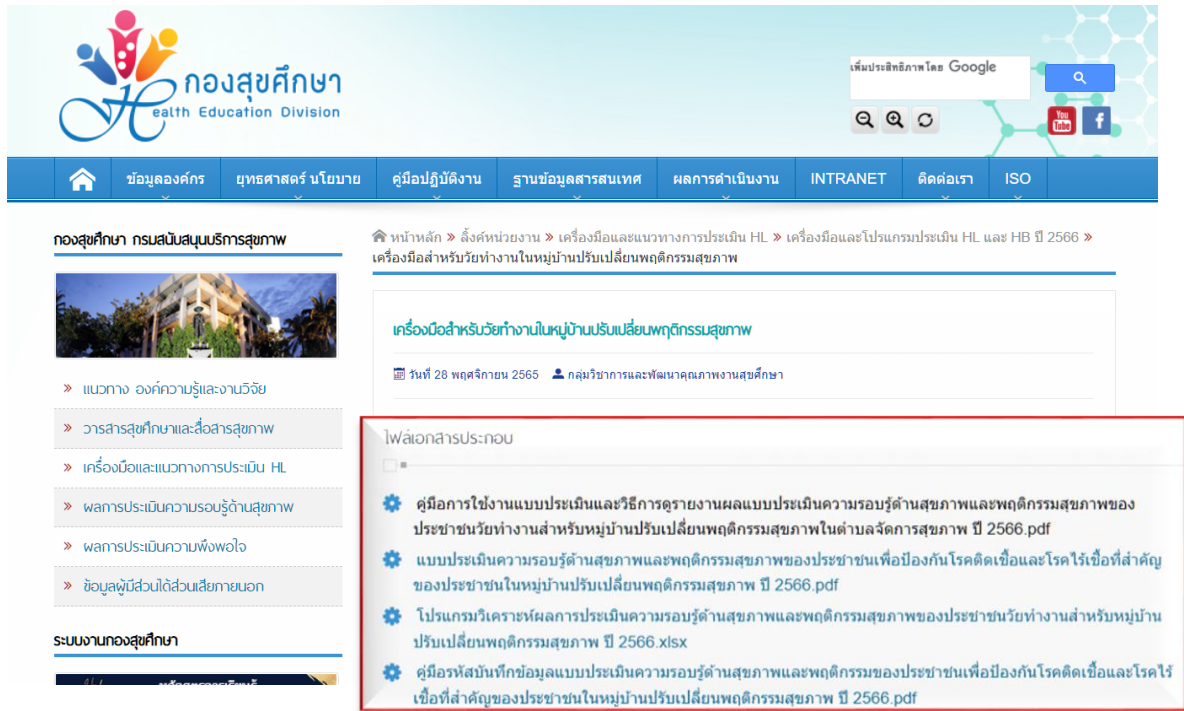 กองสุขศึกษา
Health Education Division
เพิ่มประสิทธิภาพโดย Google
You
Tube
f
ข้อมูลองค์กร
ยุทธศาสตร์ นโยบาย
คู่มือปฏิบัติงาน
ฐานข้อมูลสารสนเทศ
ผลการดำเนินงาน
INTRANET
ติดต่อเรา
ISO
กองสุขศึกษา กรมสนับสนุนบริการสุขภาพ
แนวทาง องค์ความรู้และงานวิจัย
วารสารสุขศึกษาและสื่อสารสุขภาพ
เครื่องมือและแนวทางการประเมิน HL
ผลการประเมินความรอบรู้ด้านสุขภาพ
ผลการประเมินความพึงพอใจ
ข้อมูลผู้มีส่วนได้ส่วนเสียภายนอก
ระบบงานกองสุขศึกษา
หน้าหลัก » ลิ้งค์หน่วยงาน » เครื่องมือและแนวทางการประเมิน HL » เครื่องมือและโปรแกรมประเมิน HL และ HB ปี 2566 »
เครื่องมือสำหรับวัยทำงานในหมู่บ้านปรับเปลี่ยนพฤติกรรมสุขภาพ
เครื่องมือสำหรับวัยทำงานในหมู่บ้านปรับเปลี่ยนพฤติกรรมสุขภาพ
วันที่ 28 พฤศจิกายน 2565 กลุ่มวิชาการและพัฒนาคุณภาพงานสุขศึกษา
ไฟล์เอกสารประกอบ
คู่มือการใช้งานแบบประเมินและวิธีการดูรายงานผลแบบประเมินความรอบรู้ด้านสุขภาพและพฤติกรรมสุขภาพของ
ประชาชนวัยทำงานสำหรับหมู่บ้านปรับเปลี่ยนพฤติกรรมสุขภาพในตำบลจัดการสุขภาพ ปี 2566.pdf
แบบประเมินความรอบรู้ด้านสุขภาพและพฤติกรรมสุขภาพของประชาชนเพื่อป้องกันโรคติดเชื้อและโรคไร้เชื้อที่สำคัญ
ของประชาชนในหมู่บ้านปรับเปลี่ยนพฤติกรรมสุขภาพ ปี 2566.pdf
โปรแกรมวิเคราะห์ผลการประเมินความรอบรู้ด้านสุขภาพและพฤติกรรมสุขภาพของประชาชนวัยทำงานสำหรับหมู่บ้าน
ปรับเปลี่ยนพฤติกรรมสุขภาพ ปี 2566.xlsx
คู่มือรหัสบันทึกข้อมูลแบบประเมินความรอบรู้ด้านสุขภาพและพฤติกรรมของประชาชนเพื่อป้องกันโรคติดเชื้อและโรคไร้
เชื้อที่สำคัญของประชาชนในหมู่บ้านปรับเปลี่ยนพฤติกรรมสุขภาพ ปี 2566.pdf